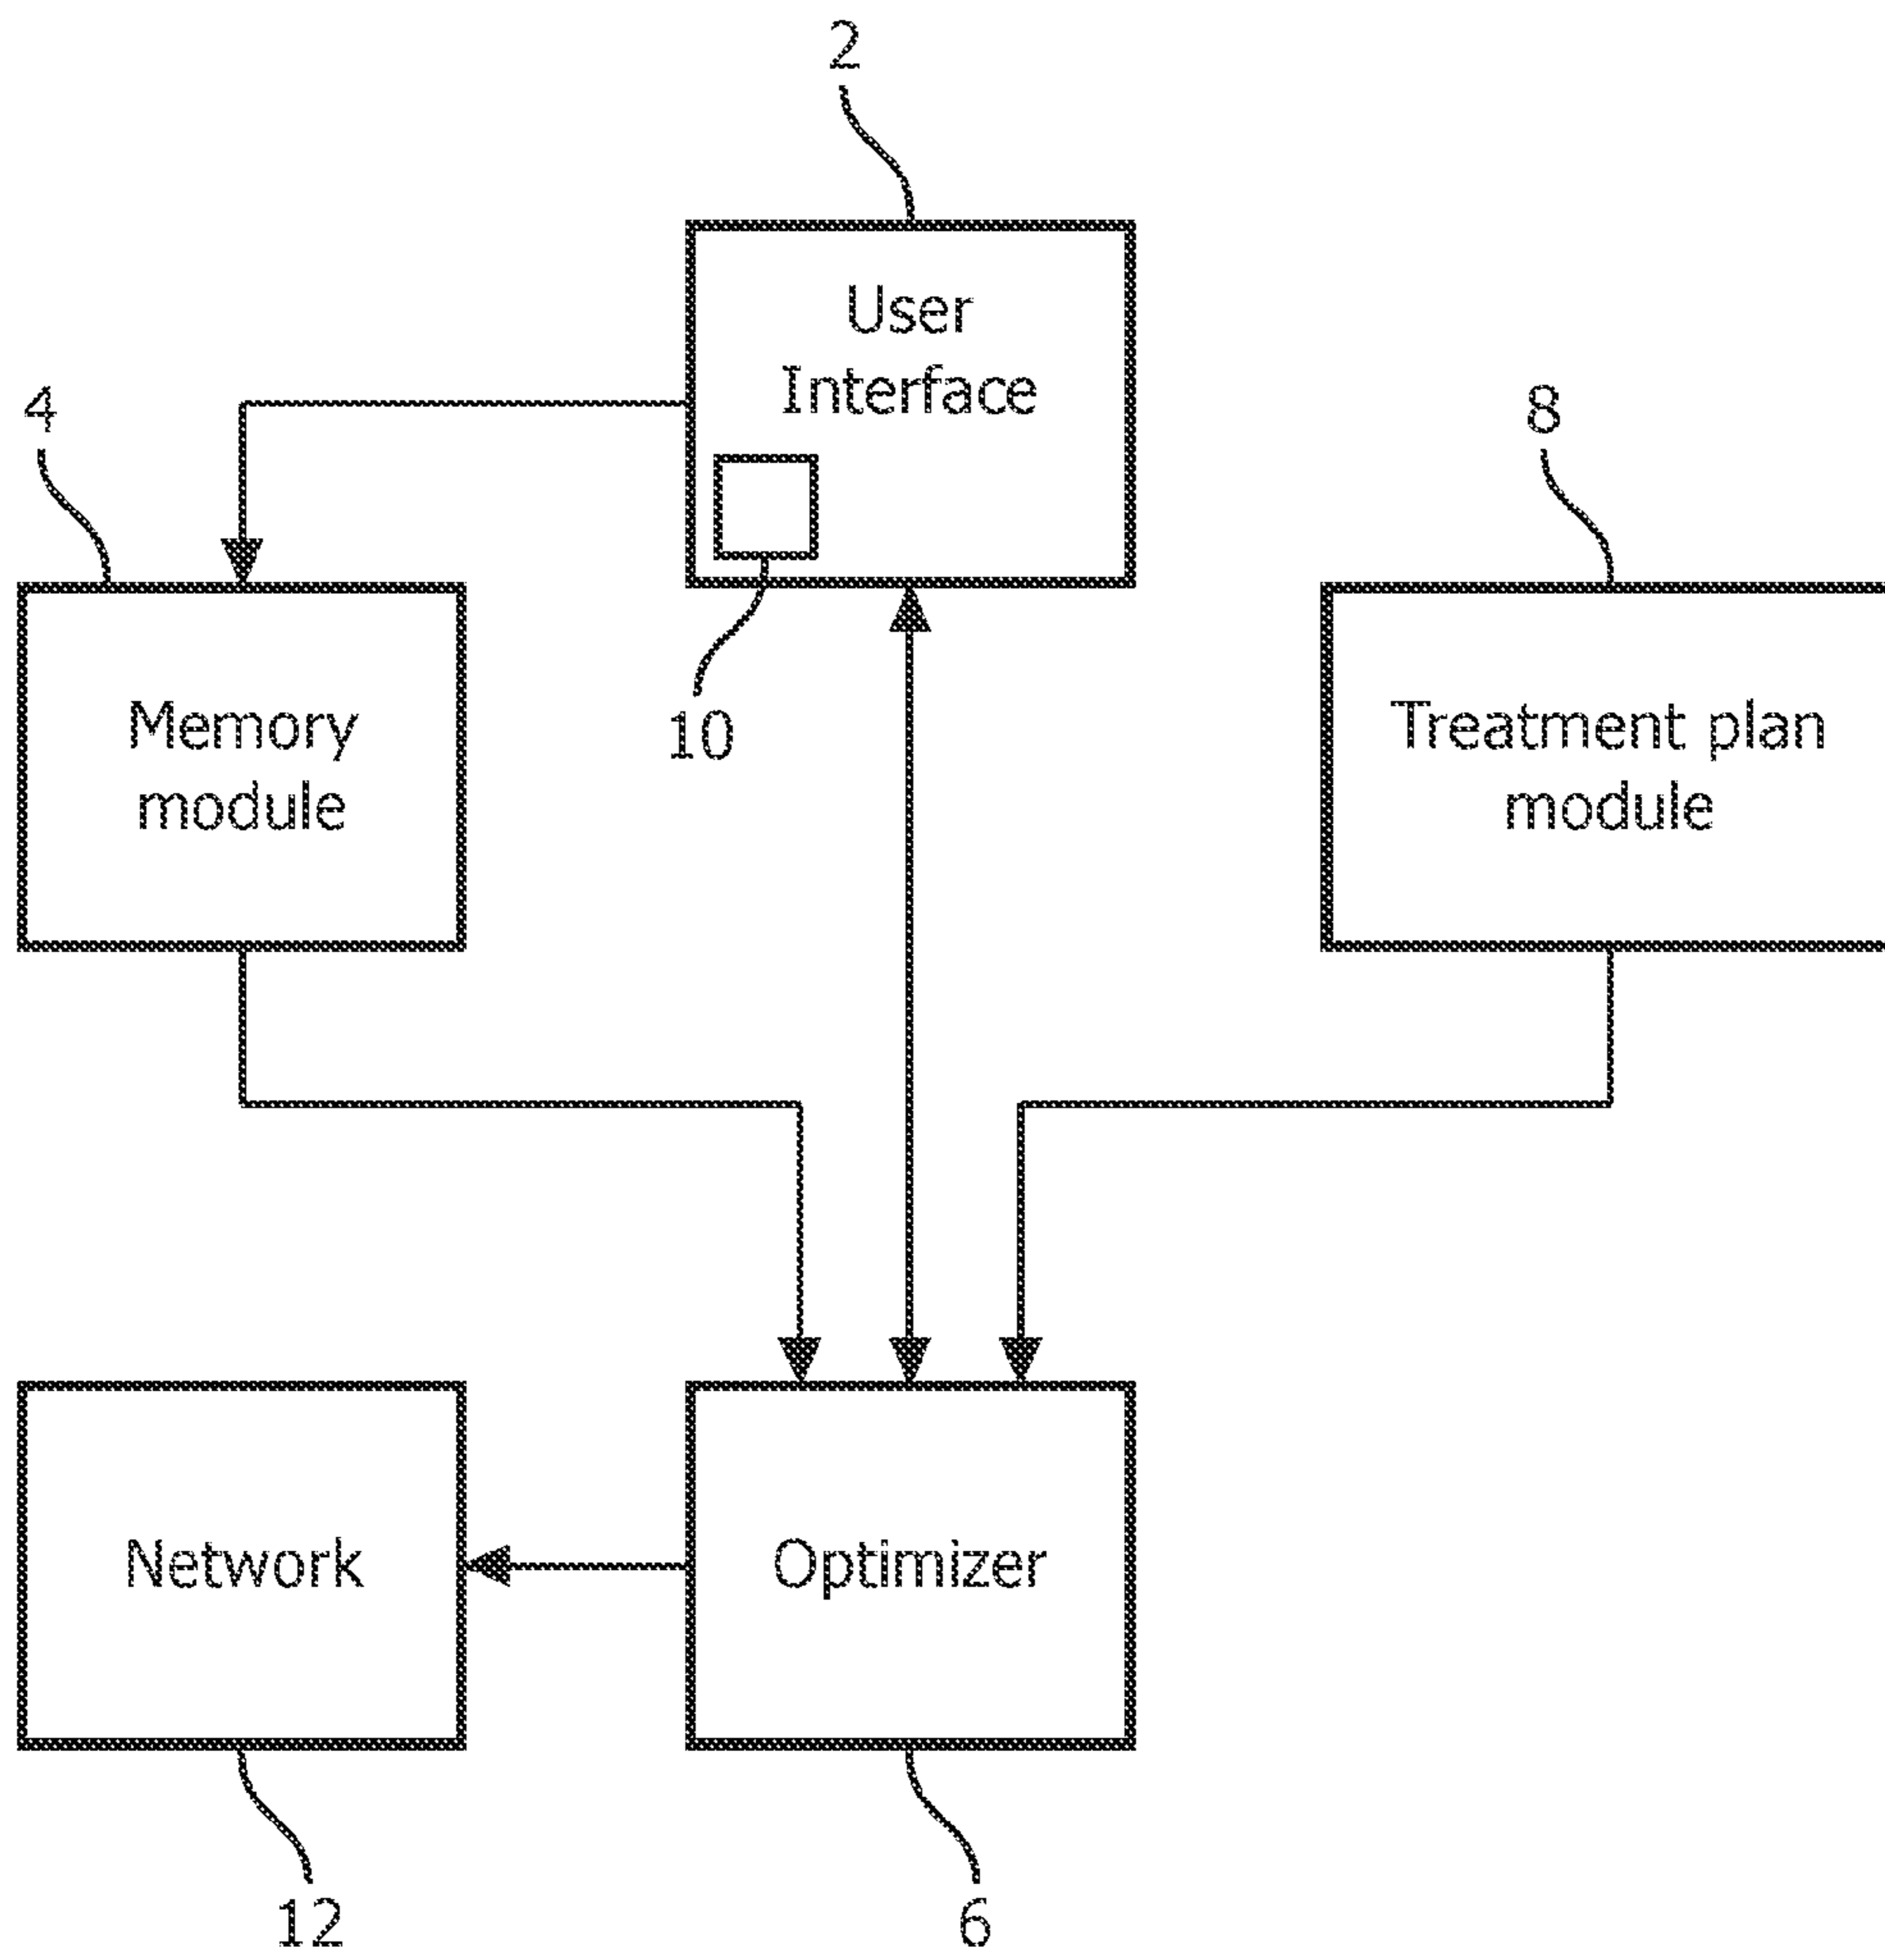 2
User
Interface
4
8
10
Memory
module
Treatment plan
module
Network
Optimizer
12
6